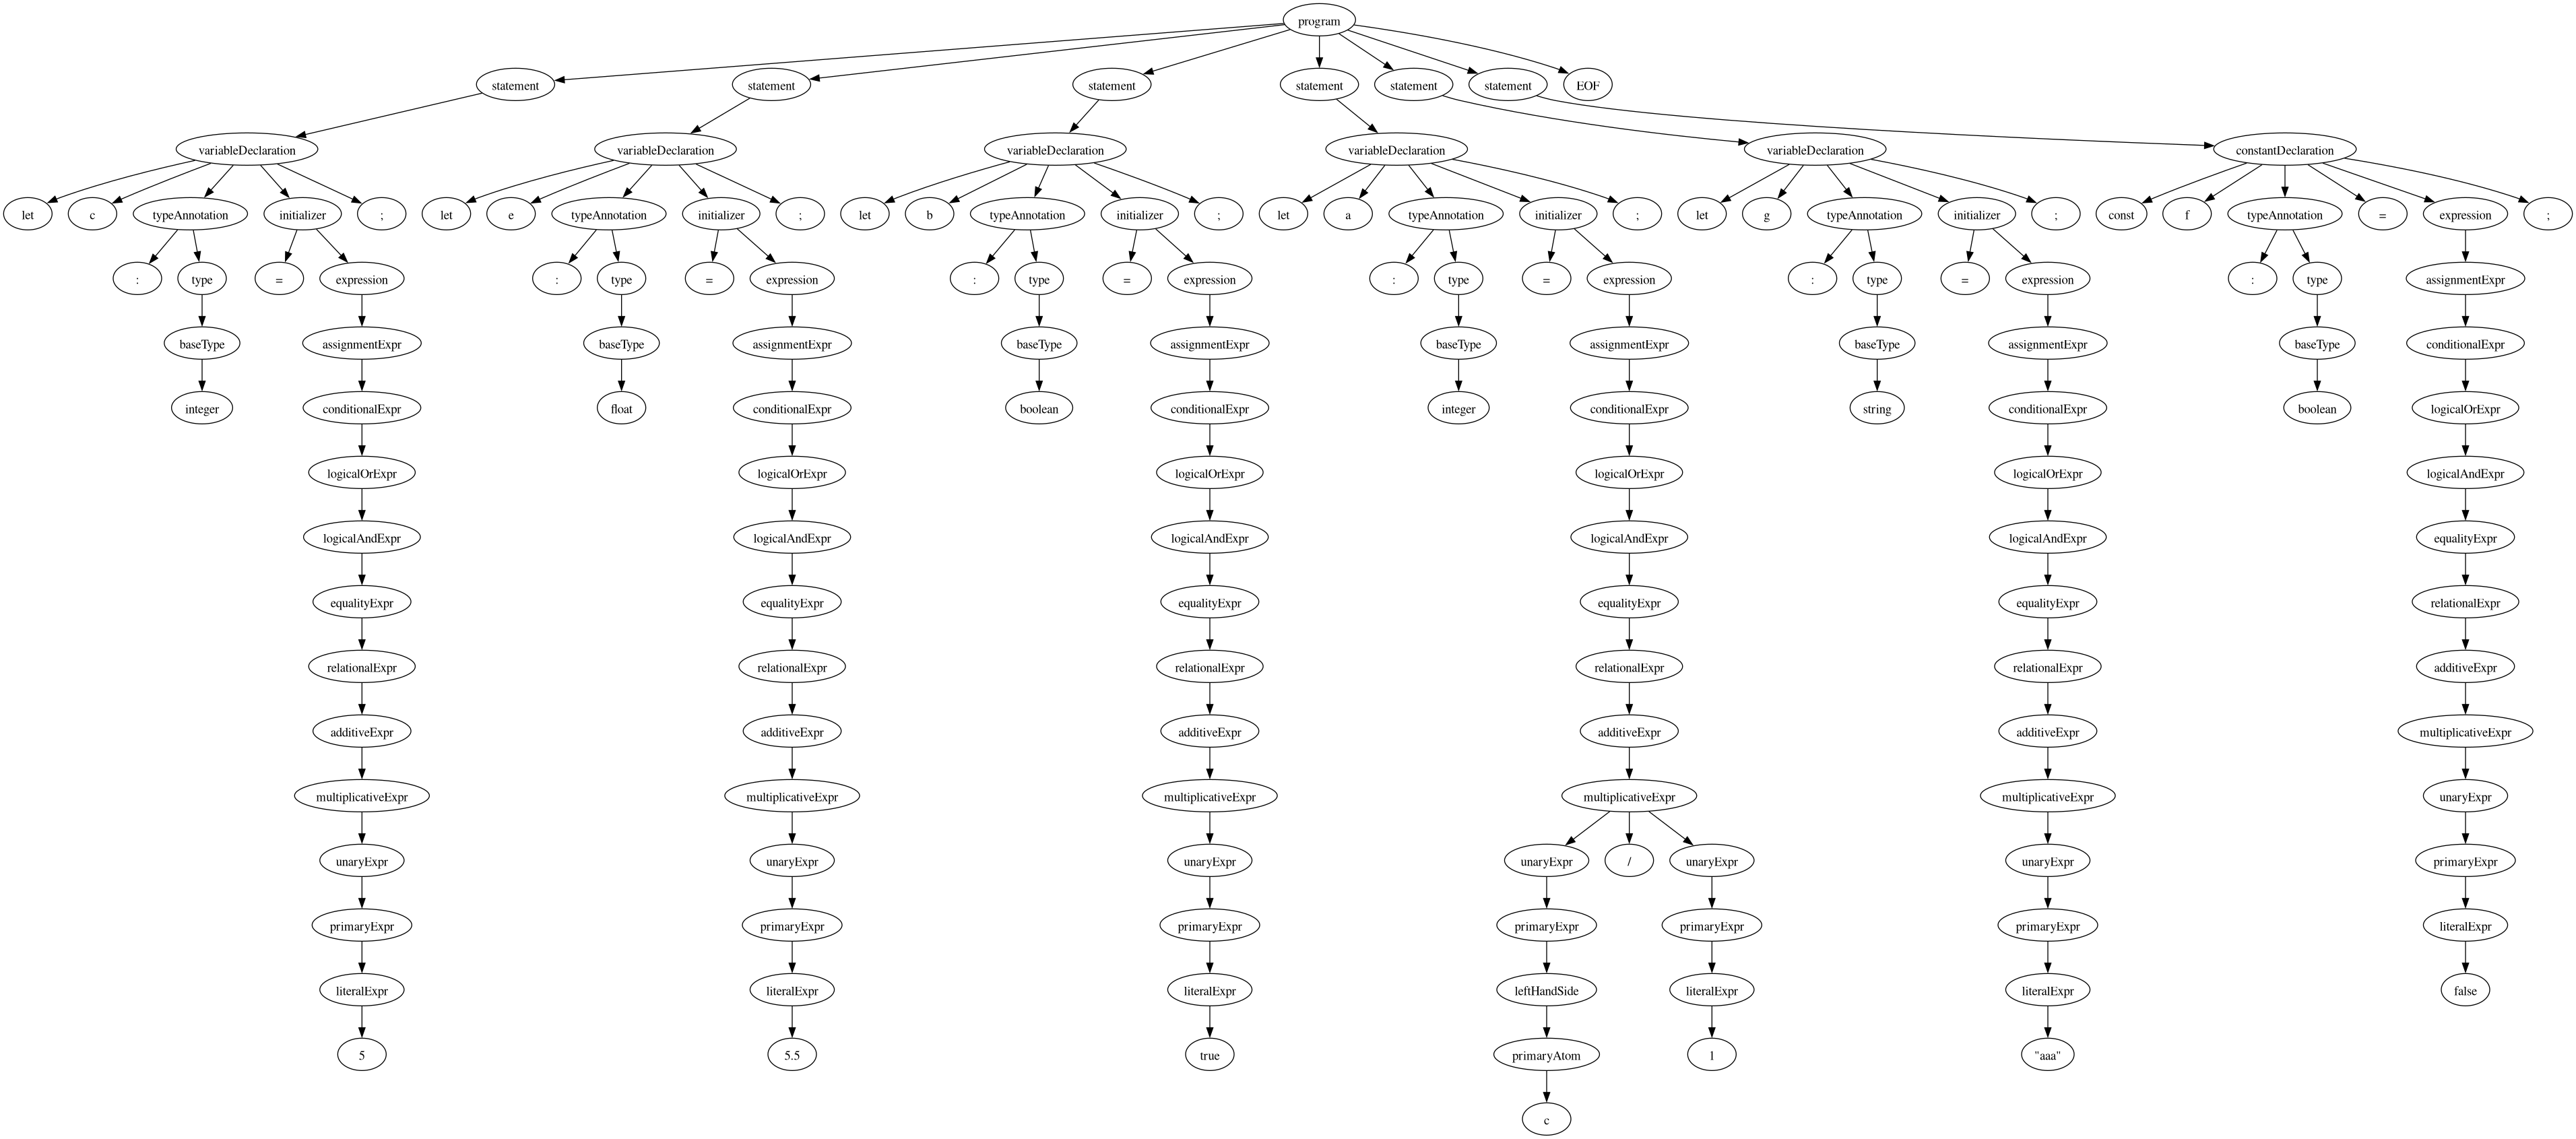 program
statement statement statement statement statement statement EOF
variableDeclaration variableDeclaration variableDeclaration variableDeclaration variableDeclaration constantDeclaration
let c typeAnnotation initializer ; let e typeAnnotation initializer ; let b typeAnnotation initializer ; let a typeAnnotation initializer ; let g typeAnnotation initializer ; const f typeAnnotation = expression ;
: type = expression : type = expression : type = expression : type = expression : type = expression : type assignmentExpr
baseType assignmentExpr baseType assignmentExpr baseType assignmentExpr baseType assignmentExpr baseType assignmentExpr baseType conditionalExpr
integer conditionalExpr float conditionalExpr boolean conditionalExpr integer conditionalExpr string conditionalExpr boolean logicalOrExpr
logicalOrExpr logicalOrExpr logicalOrExpr logicalOrExpr logicalOrExpr logicalAndExpr
logicalAndExpr logicalAndExpr logicalAndExpr logicalAndExpr logicalAndExpr equalityExpr
equalityExpr equalityExpr equalityExpr equalityExpr equalityExpr relationalExpr
relationalExpr relationalExpr relationalExpr relationalExpr relationalExpr additiveExpr
additiveExpr additiveExpr additiveExpr additiveExpr additiveExpr multiplicativeExpr
multiplicativeExpr multiplicativeExpr multiplicativeExpr multiplicativeExpr multiplicativeExpr unaryExpr
unaryExpr unaryExpr unaryExpr unaryExpr / unaryExpr unaryExpr primaryExpr
primaryExpr primaryExpr primaryExpr primaryExpr primaryExpr primaryExpr literalExpr
literalExpr literalExpr literalExpr leftHandSide literalExpr literalExpr false
5 5.5 true primaryAtom 1 "aaa"
c